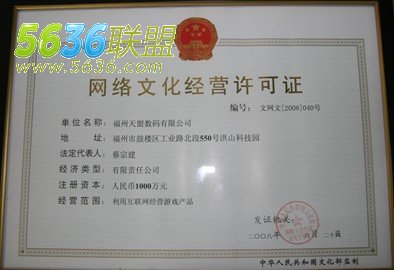 5636联盟
www.5636.com
网络文化经营许可证
编号: 文网文[2008]040号
单位名称: 福州天盟数码有限公司
地址: 福州市鼓楼区工业路北段550号洪山科技园
法定代表人: 蔡宗建
经济类型: 有限责任公司
注册资本: 人民币1000万元
经营范围: 利用互联网经营游戏产品
发证机关:
二〇〇八年 六月 二十日
中华人民共和国文化部监制